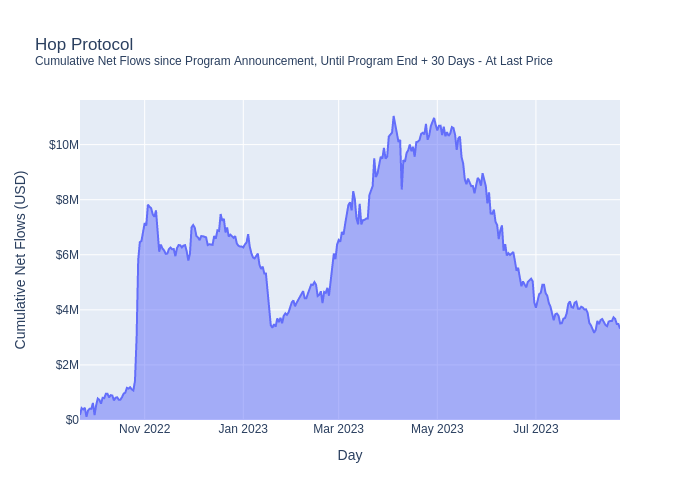 Hop Protocol
Cumulative Net Flows since Program Announcement, Until Program End + 30 Days - At Last Price
Cumulative Net Flows (USD)
$10M
$8M
$6M
$4M
$2M
$0
Nov 2022
Jan 2023
Mar 2023
May 2023
Jul 2023
Day